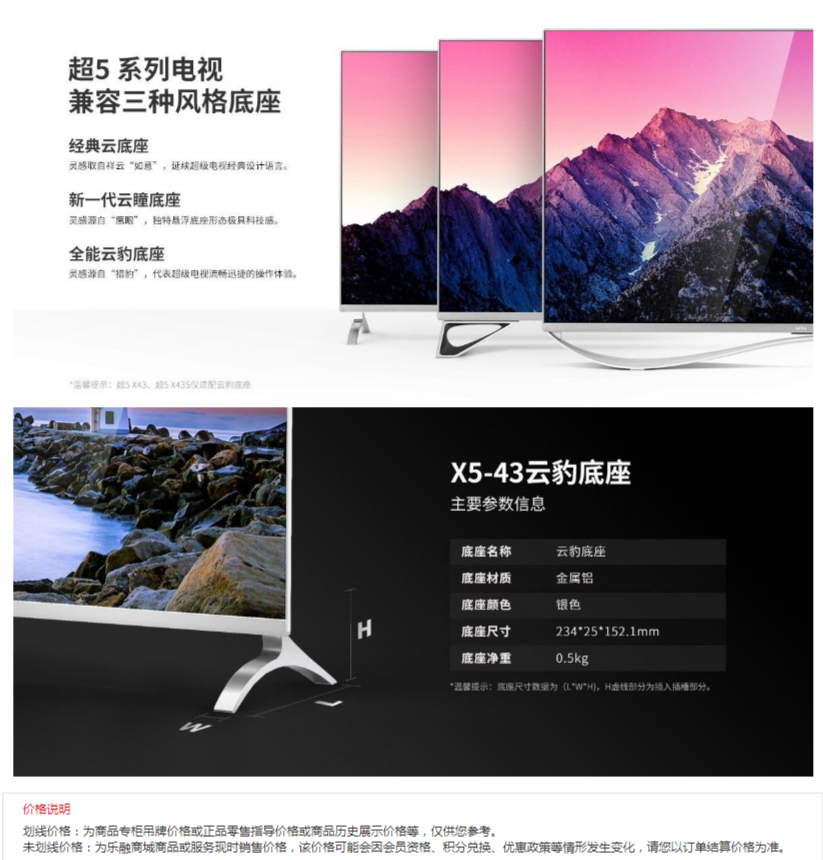 超5 系列电视
兼容三种风格底座
经典云底座
灵感取自祥云“如意”，延续超级电视经典设计语言。
新一代云瞳底座
灵感源自“鹰眼”，独特悬浮底座形态极具科技感。
全能云豹底座
灵感源自“猎豹”，代表超级电视流畅迅捷的操作体验。
*温馨提示：超5 X43、超5 X43S仅适配云豹底座
X5-43云豹底座
主要参数信息
底座名称 云豹底座
底座材质 金属铝
底座颜色 银色
底座尺寸 234*25*152.1mm
底座净重 0.5kg
*温馨提示：底座尺寸数据为（L*W*H)，H虚线部分为插入插槽部分。
H
L
W
价格说明
划线价格：为商品专柜吊牌价格或正品零售指导价格或商品历史展示价格等，仅供您参考。
未划线价格：为乐融商城商品或服务现时销售价格，该价格可能会因会员资格、积分兑换、优惠政策等情形发生变化，请您以订单结算价格为准。